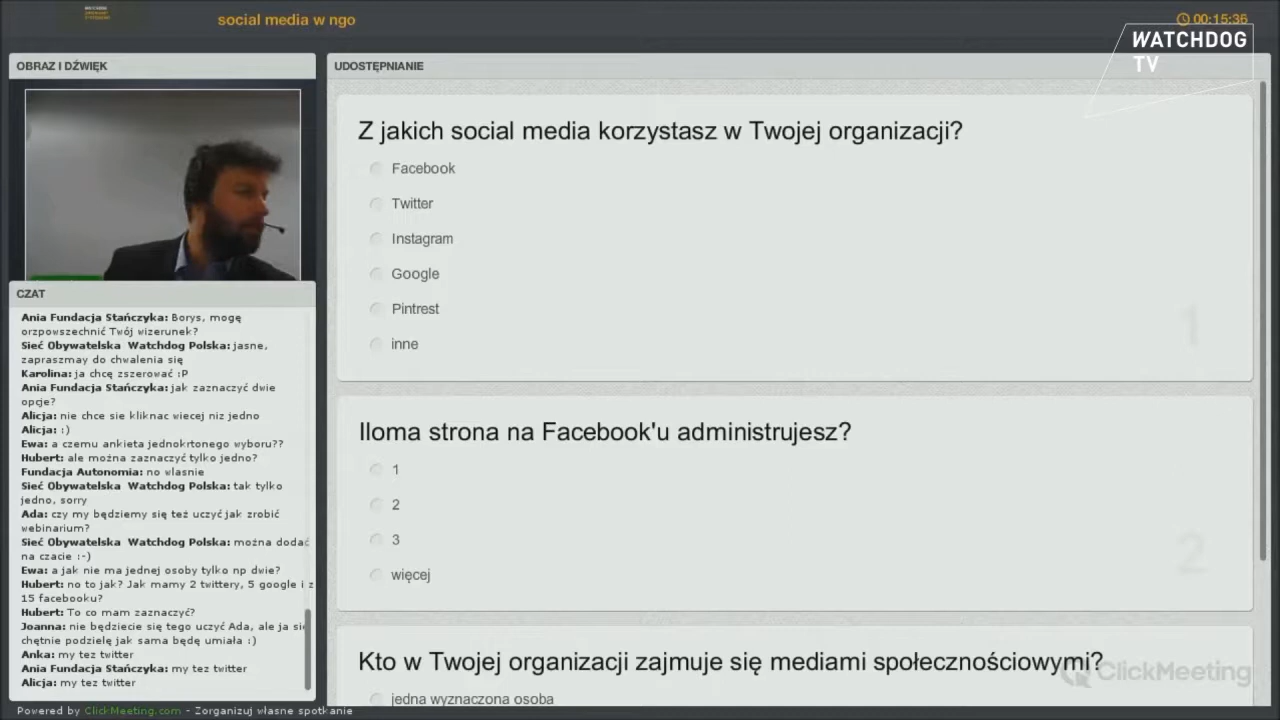 social media w ngo
00:15:36
WATCHDOG
TV
OBRAZ I DŹWIĘK
CZAT
Ania Fundacja Stańczyka: Borys, mogę
orzpowszechnić Twój wizerunek?
Sieć Obywatelska Watchdog Polska: jasne,
zapraszmay do chwalenia się
Karolina: ja chcę zszerować :P
Ania Fundacja Stańczyka: jak zaznaczyć dwie
opcje?
Alicja: nie chce sie kliknac wiecej niz jedno
Alicja: :)
Ewa: a czemu ankieta jednokrtonego wyboru??
Hubert: ale można zaznaczyć tylko jedno?
Fundacja Autonomia: no wlasnie
Sieć Obywatelska Watchdog Polska: tak tylko
jedno, sorry
Ada: czy my będziemy się też uczyć jak zrobić
webinarium?
Sieć Obywatelska Watchdog Polska: można dodać
na czacie :-)
Ewa: a jak nie ma jednej osoby tylko np dwie?
Hubert: no to jak? Jak mamy 2 twittery, 5 google i z
15 facebooku?
Hubert: To co mam zaznaczyć?
Joanna: nie będziecie się tego uczyć Ada, ale ja się
chętnie podzielę jak sama będę umiała :)
Anka: my tez twitter
Ania Fundacja Stańczyka: my tez twitter
Alicja: my tez twitter
UDOSTĘPNIANIE
Z jakich social media korzystasz w Twojej organizacji?
Facebook
Twitter
Instagram
Google
Pintrest
inne
1
Iloma strona na Facebook'u administrujesz?
1
2
3
więcej
2
Kto w Twojej organizacji zajmuje się mediami społecznościowymi?
jedna wyznaczona osoba
ClickMeeting
Powered by ClickMeeting.com - Zorganizuj własne spotkanie